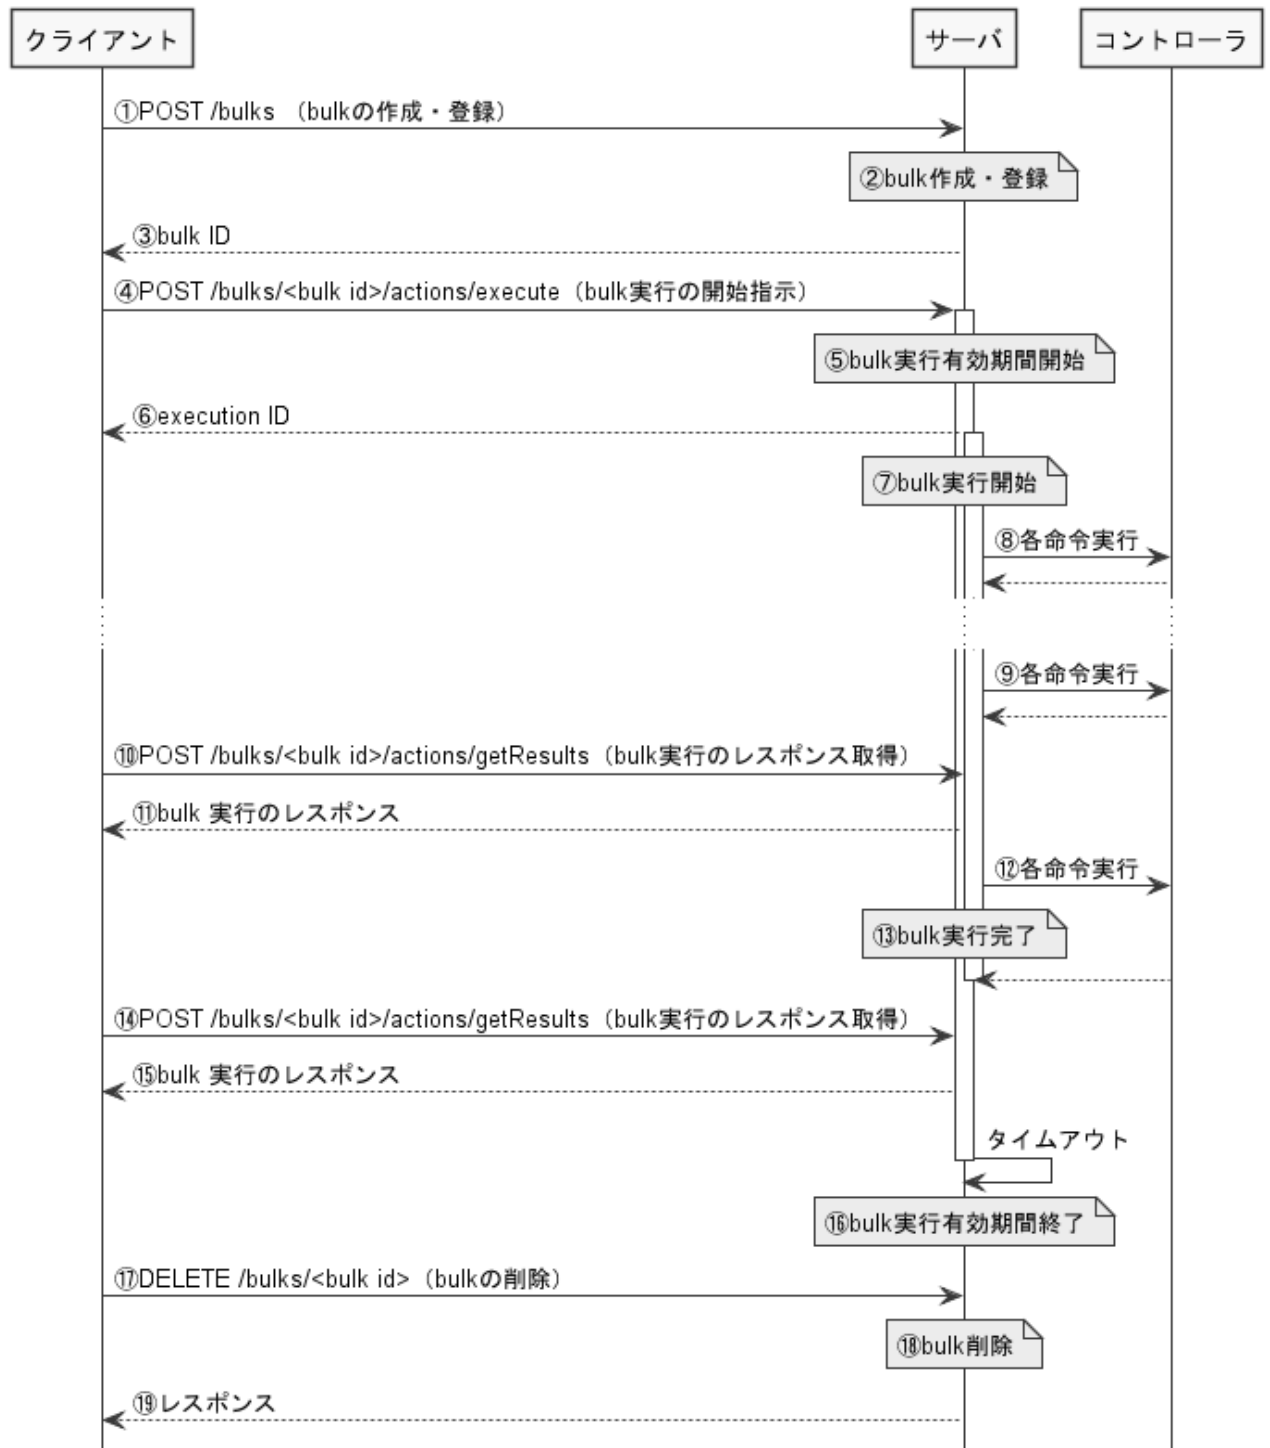 クライアント
サーバ
コントローラ
①POST /bulks （bulkの作成・登録）
②bulk作成・登録
③bulk ID
④POST /bulks/<bulk id>/actions/execute（bulk実行の開始指示）
⑤bulk実行有効期間開始
⑥execution ID
⑦bulk実行開始
⑧各命令実行
⑨各命令実行
⑩POST /bulks/<bulk id>/actions/getResults（bulk実行のレスポンス取得）
⑪bulk 実行のレスポンス
⑫各命令実行
⑬bulk実行完了
⑭POST /bulks/<bulk id>/actions/getResults（bulk実行のレスポンス取得）
⑮bulk 実行のレスポンス
タイムアウト
⑯bulk実行有効期間終了
⑰DELETE /bulks/<bulk id>（bulkの削除）
⑱bulk削除
⑲レスポンス